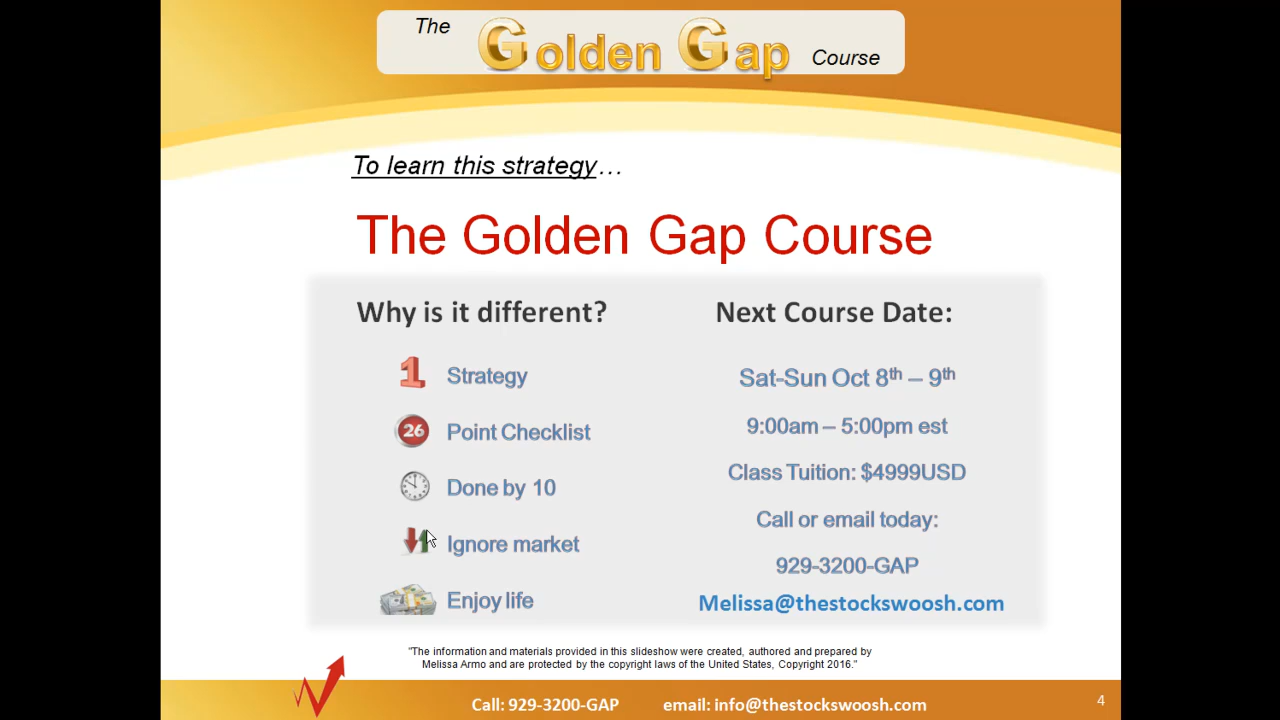 The Golden Gap Course
To learn this strategy…
The Golden Gap Course
Why is it different?
1 Strategy
26 Point Checklist
Done by 10
Ignore market
Enjoy life
Next Course Date:
Sat-Sun Oct 8th – 9th
9:00am – 5:00pm est
Class Tuition: $4999USD
Call or email today:
929-3200-GAP
Melissa@thestockswoosh.com
"The information and materials provided in this slideshow were created, authored and prepared by
Melissa Armo and are protected by the copyright laws of the United States, Copyright 2016."
Call: 929-3200-GAP email: info@thestockswoosh.com
4